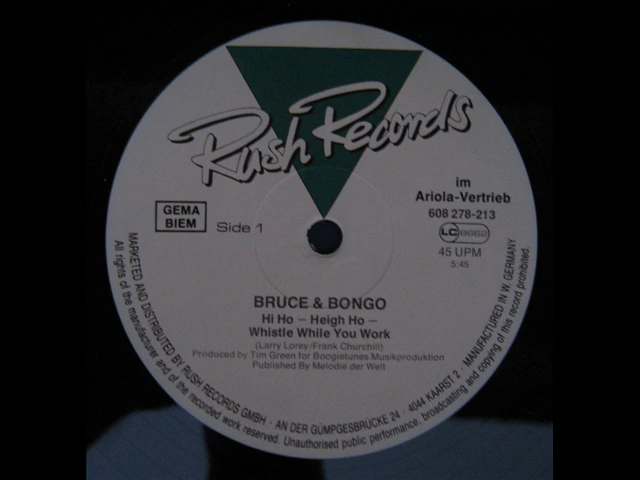 Rush Records
im
Ariola-Vertrieb
608 278-213
GEMA
BIEM
Side 1
LC 8662
45 UPM
5:45
BRUCE & BONGO
Hi Ho – Heigh Ho –
Whistle While You Work
(Larry Lorey/Frank Churchill)
Produced by Tim Green for Boogietunes Musikproduktion
Published By Melodie der Welt
MARKETED AND DISTRIBUTED BY RUSH RECORDS GMBH · AN DER GÜMPGESBRÜCKE 24 · 4044 KAARST 2 · MANUFACTURED IN W. GERMANY
All rights of the manufacturer and of the recorded work reserved. Unauthorised public performance, broadcasting and copying of this record prohibited.